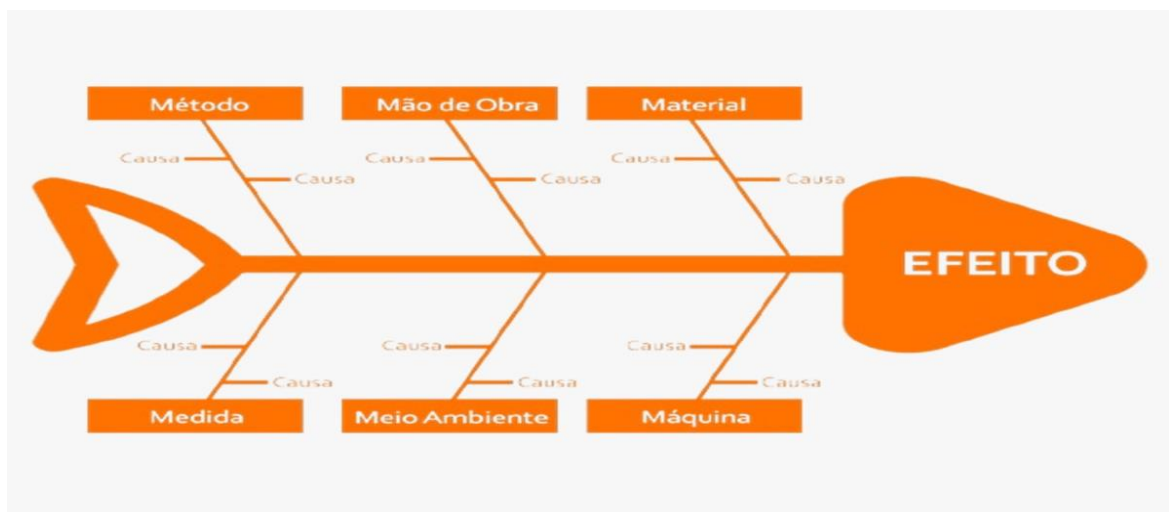 Método
Mão de Obra
Material
Causa
Causa
Causa
Causa
Causa
Causa
EFEITO
Causa
Causa
Causa
Causa
Causa
Causa
Medida
Meio Ambiente
Máquina